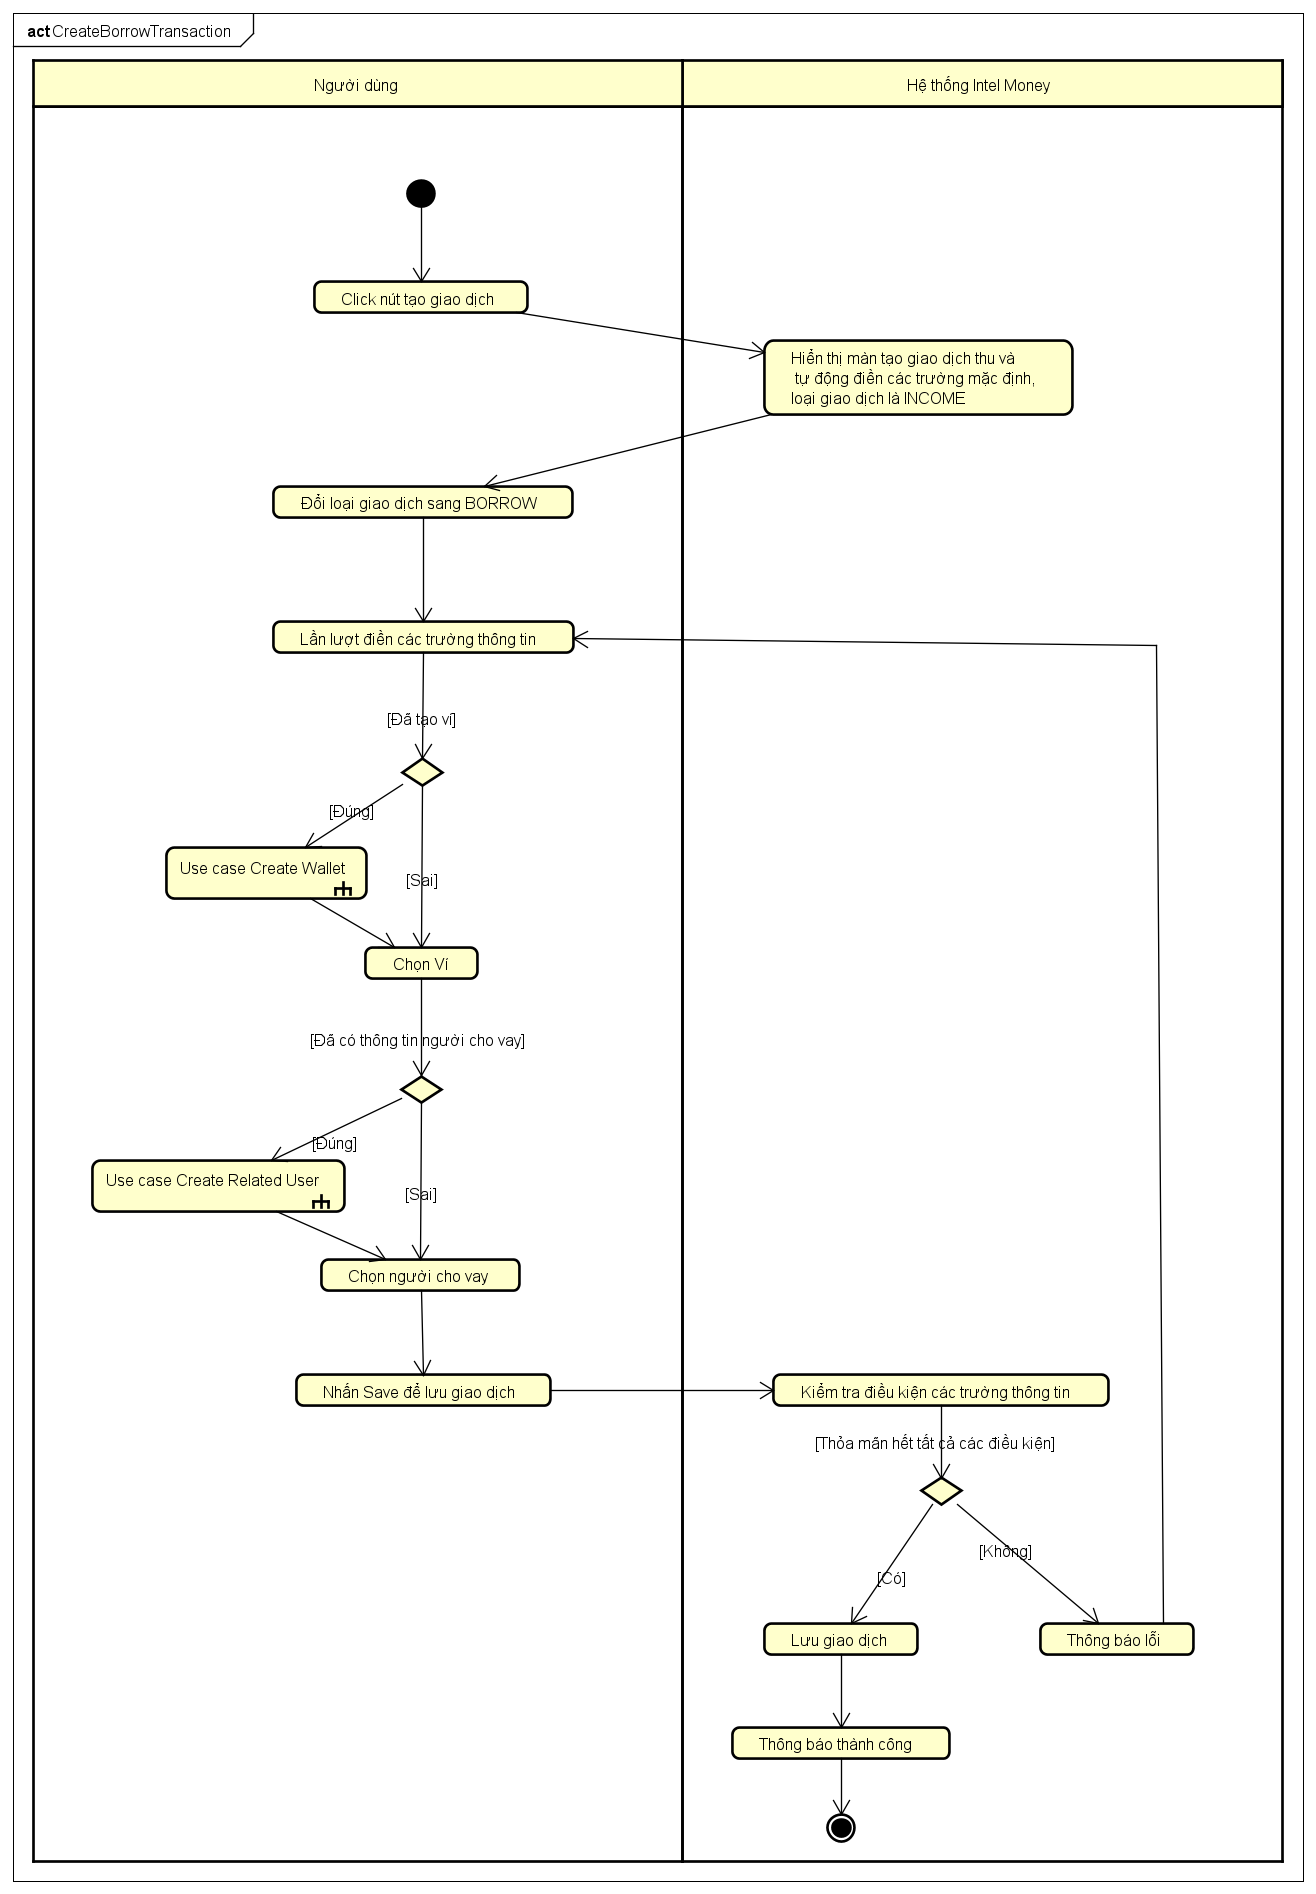 act CreateBorrowTransaction
Người dùng
Hệ thống Intel Money
Click nút tạo giao dịch
Hiển thị màn tạo giao dịch thu và
tự động điền các trường mặc định,
loại giao dịch là INCOME
Đổi loại giao dịch sang BORROW
Lần lượt điền các trường thông tin
[Đã tạo ví]
[Đúng]
Use case Create Wallet
[Sai]
Chọn Ví
[Đã có thông tin người cho vay]
[Đúng]
Use case Create Related User
[Sai]
Chọn người cho vay
Nhấn Save để lưu giao dịch
Kiểm tra điều kiện các trường thông tin
[Thỏa mãn hết tất cả các điều kiện]
[Không]
[Có]
Lưu giao dịch
Thông báo lỗi
Thông báo thành công